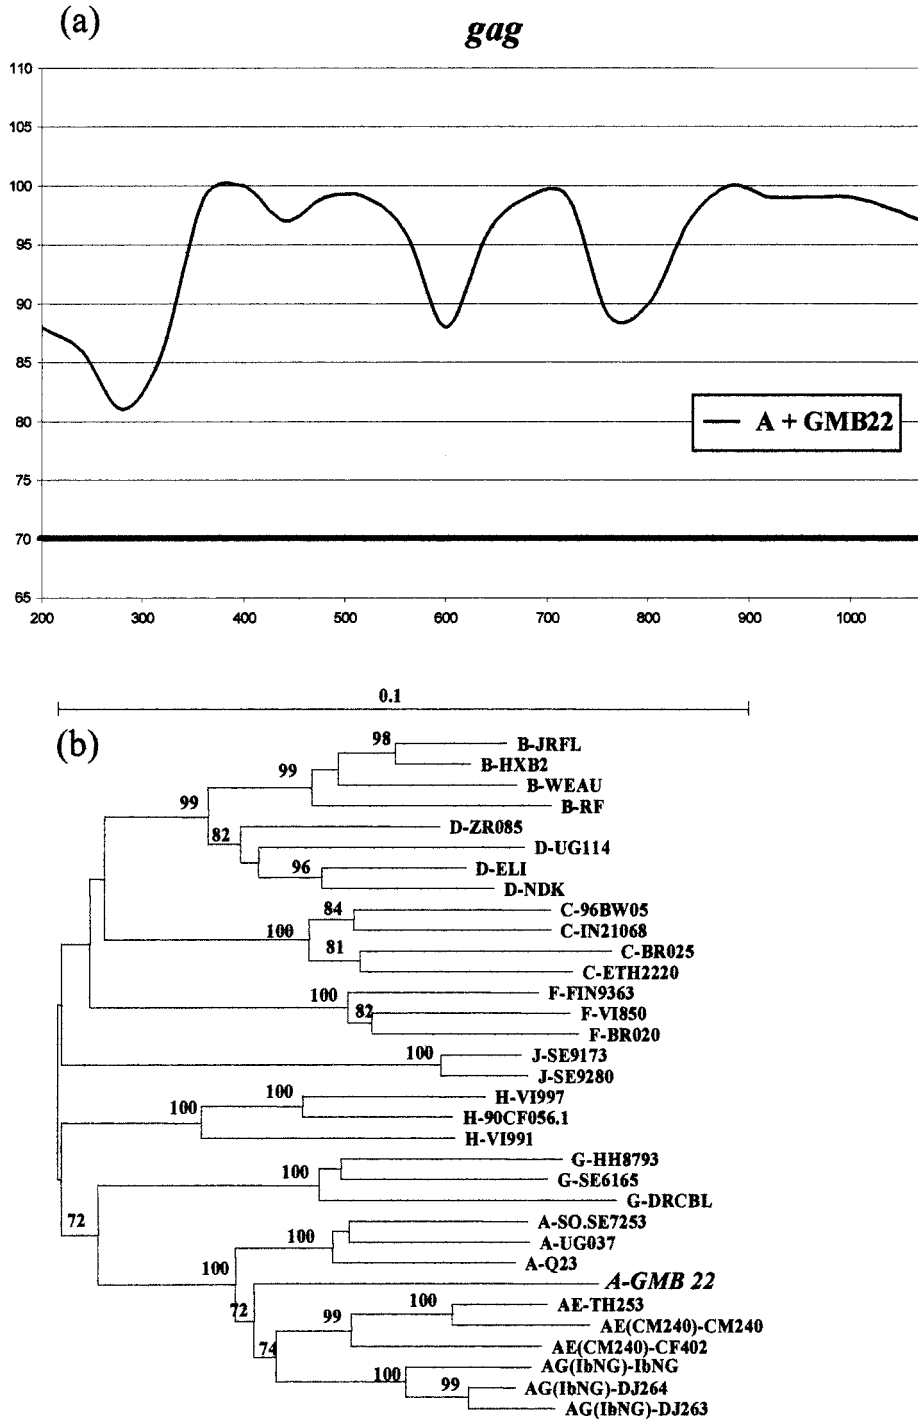 (a)
gag
110
105
100
95
90
85
80
75
70
65
A + GMB22
200 300 400 500 600 700 800 900 1000
0.1
(b)
98
B-JRFL
B-HXB2
99
B-WEAU
99
B-RF
82
D-ZR085
D-UG114
96
D-ELI
D-NDK
84
C-96BW05
100
C-IN21068
81
C-BR025
C-ETH2220
100
F-FIN9363
82
F-VI850
F-BR020
100
J-SE9173
J-SE9280
100
H-VI997
100
H-90CF056.1
H-VI991
100
G-HH8793
G-SE6165
G-DRCBL
72
100
A-SO.SE7253
A-UG037
100
A-Q23
A-GMB 22
72
100
AE-TH253
99
AE(CM240)-CM240
74
AE(CM240)-CF402
100
AG(IbNG)-IbNG
99
AG(IbNG)-DJ264
AG(IbNG)-DJ263